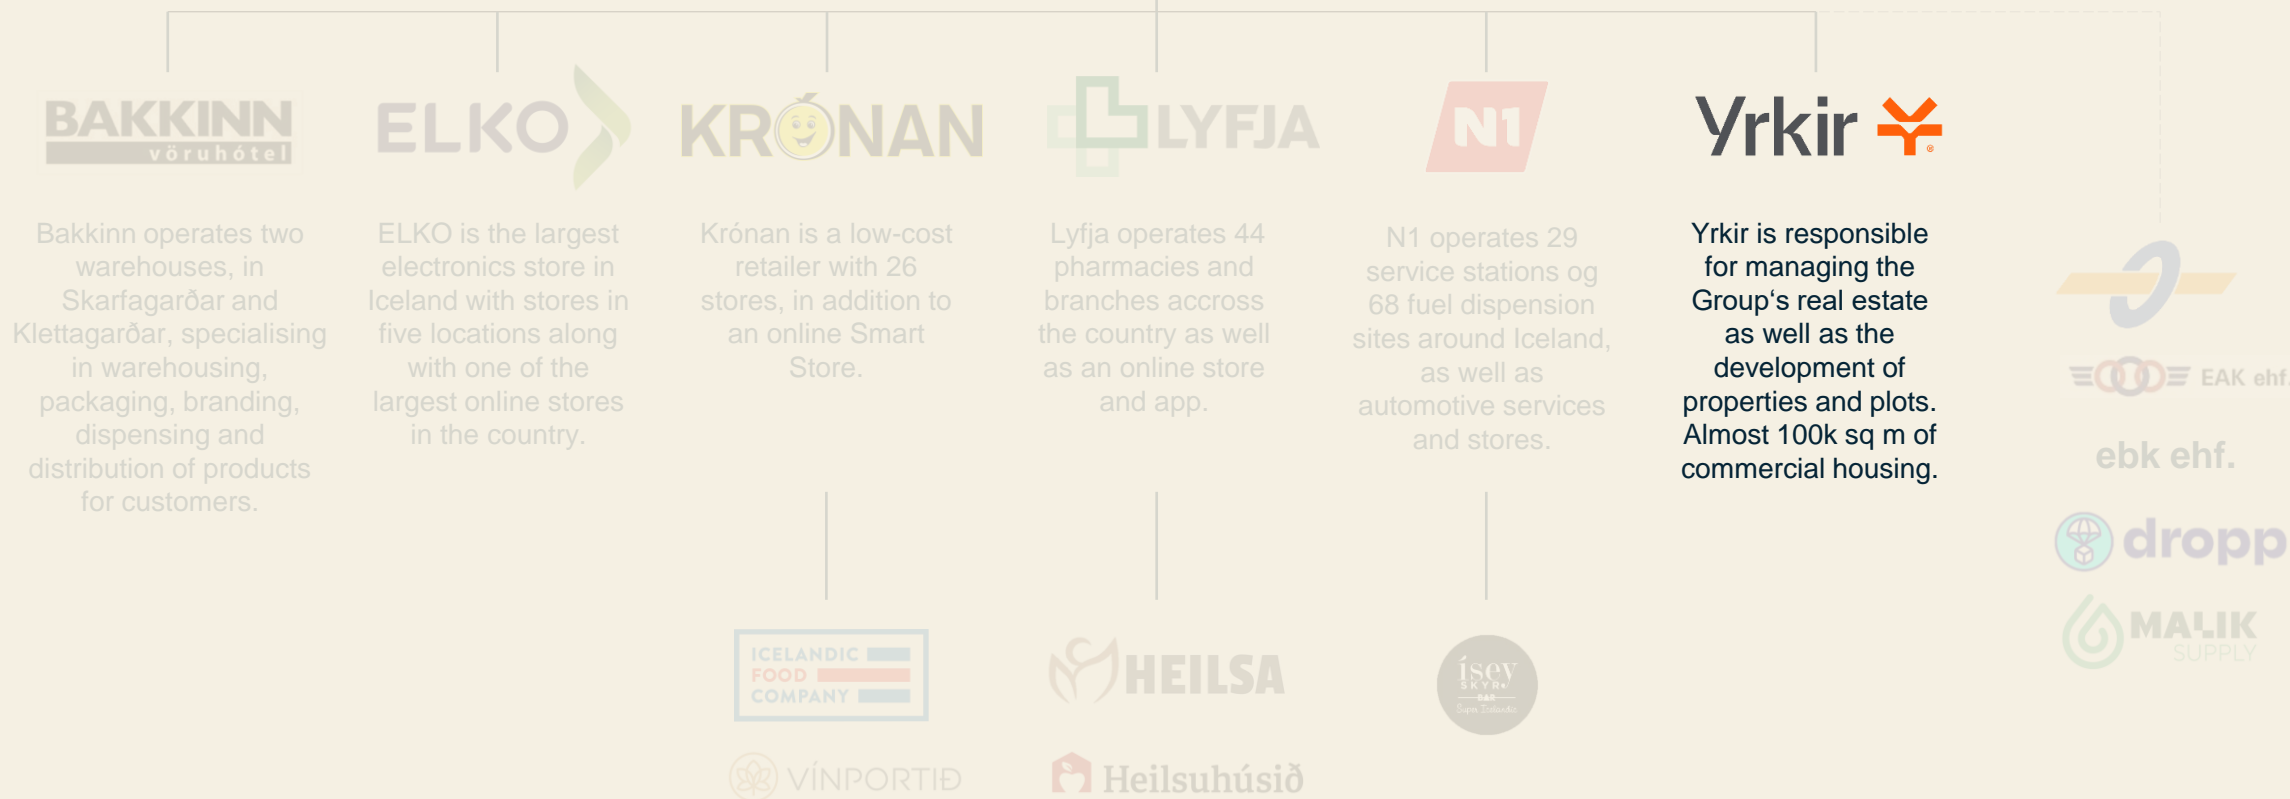 BAKKINN
vöruhótel
Bakkinn operates two
warehouses, in
Skarfagarðar and
Klettagarðar, specialising
in warehousing,
packaging, branding,
dispensing and
distribution of products
for customers.
ELKO
ELKO is the largest
electronics store in
Iceland with stores in
five locations along
with one of the
largest online stores
in the country.
KRÓNAN
Krónan is a low-cost
retailer with 26
stores, in addition to
an online Smart
Store.
ICELANDIC
FOOD
COMPANY
VÍNPORTIÐ
LYFJA
Lyfja operates 44
pharmacies and
branches accross
the country as well
as an online store
and app.
HEILSA
Heilsuhúsið
N1
N1 operates 29
service stations og
68 fuel dispension
sites around Iceland,
as well as
automotive services
and stores.
ísey
SKYR
BAR
Super Icelandic
Yrkir ®
Yrkir is responsible
for managing the
Group‘s real estate
as well as the
development of
properties and plots.
Almost 100k sq m of
commercial housing.
EAK ehf.
ebk ehf.
dropp
MALIK
SUPPLY